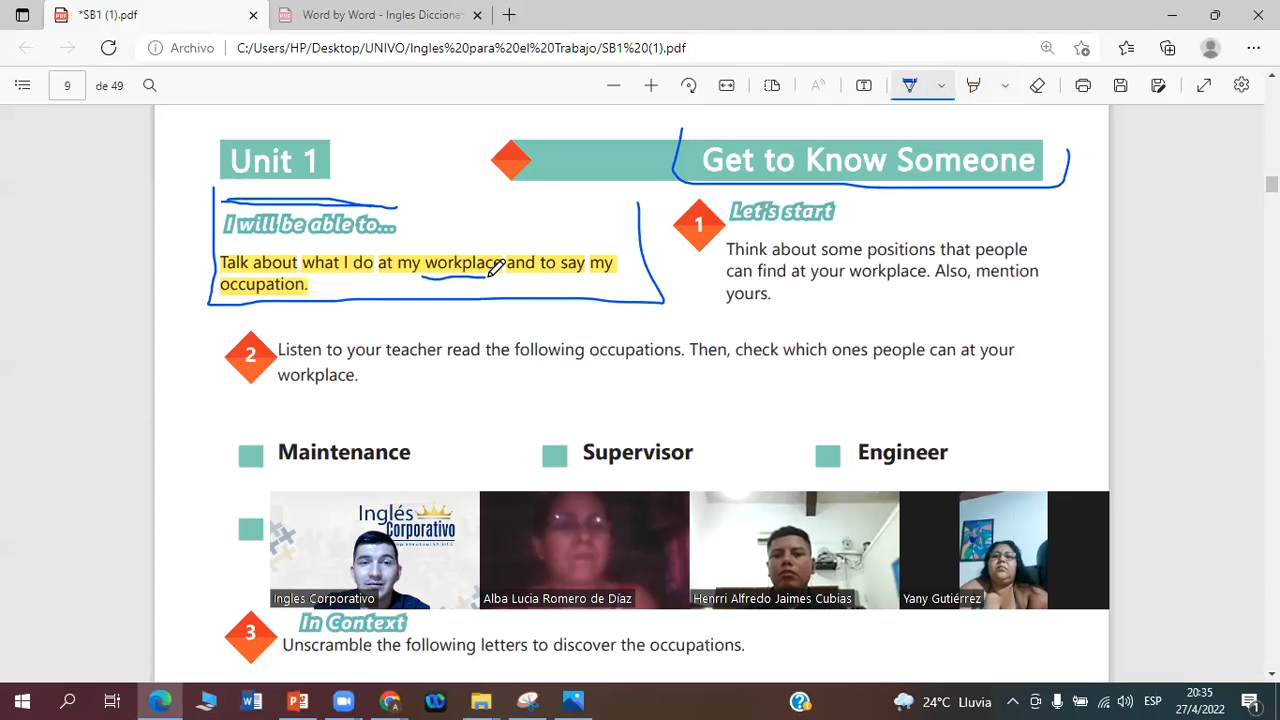 *SB1 (1).pdf
Word by Word - Ingles Dicciona
Archivo
C:/Users/HP/Desktop/UNIVO/Ingles%20para%20el%20Trabajo/SB1%20(1).pdf
9
de 49
Unit 1
Get to Know Someone
I will be able to...
Talk about what I do at my workplace and to say my
occupation.
1
Let's start
Think about some positions that people
can find at your workplace. Also, mention
yours.
2
Listen to your teacher read the following occupations. Then, check which ones people can at your
workplace.
Maintenance
Supervisor
Engineer
Inglés
Corporativo
Ingles Corporativo
Alba Lucia Romero de Díaz
Henrri Alfredo Jaimes Cubias
Yany Gutiérrez
3
In Context
Unscramble the following letters to discover the occupations.
24°C Lluvia
ESP
20:35
27/4/2022